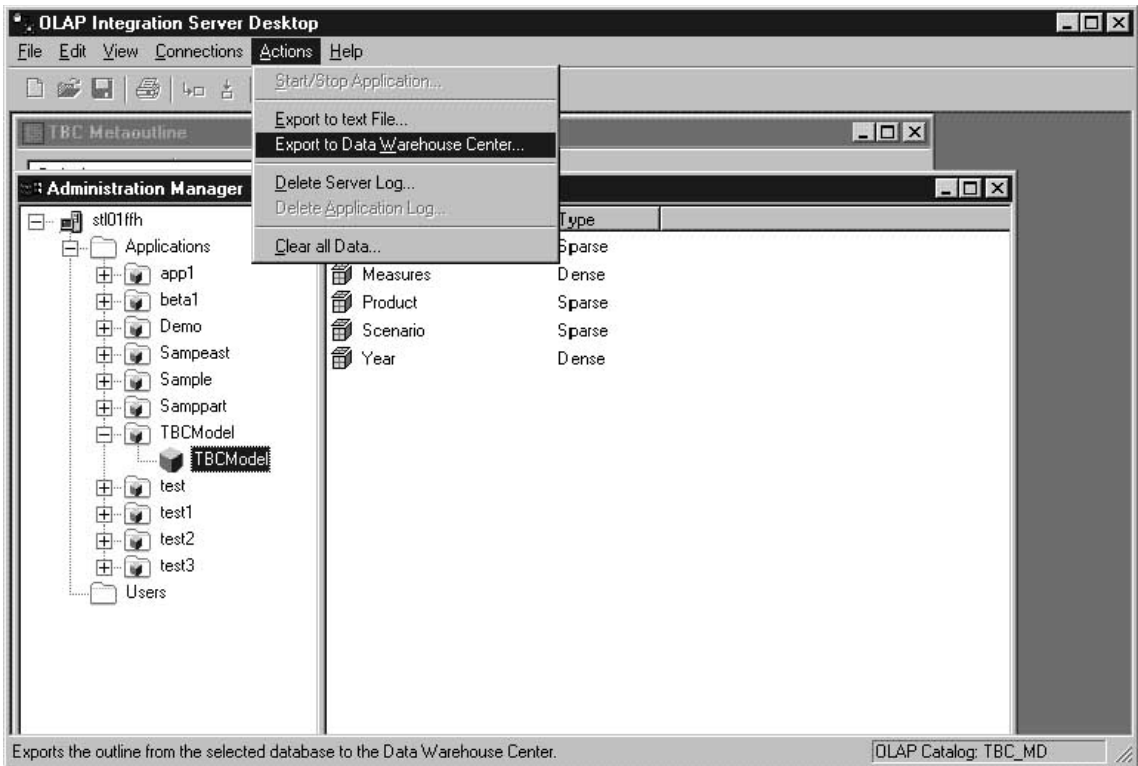 OLAP Integration Server Desktop
File Edit View Connections Actions Help
Start/Stop Application...
Export to text File...
Export to Data Warehouse Center...
Delete Server Log...
Delete Application Log...
Clear all Data...
TBC Metaoutline
Administration Manager
Type
stl01ffh
Applications
Sparse
app1
Measures Dense
beta1
Product Sparse
Demo
Scenario Sparse
Sampeast
Year Dense
Sample
Samppart
TBCModel
TBCModel
test
test1
test2
test3
Users
Exports the outline from the selected database to the Data Warehouse Center.
OLAP Catalog: TBC_MD